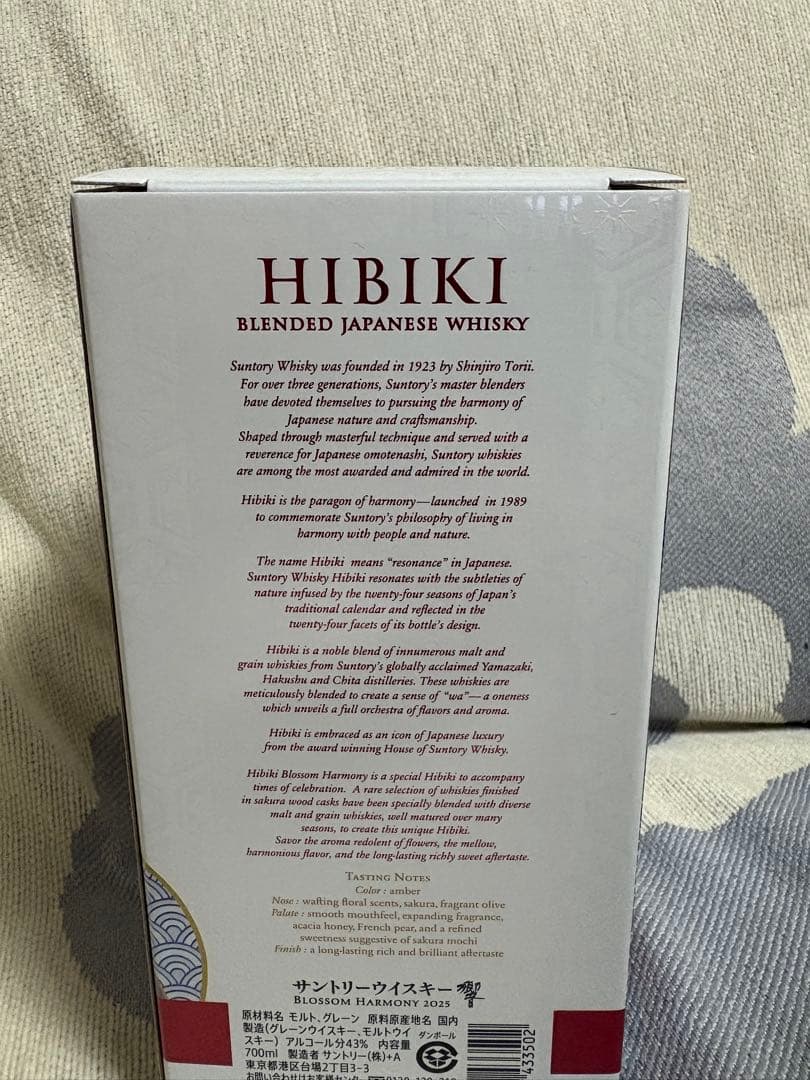 HIBIKI
BLENDED JAPANESE WHISKY
Suntory Whisky was founded in 1923 by Shinjiro Torii.
For over three generations, Suntory's master blenders
have devoted themselves to pursuing the harmony of
Japanese nature and craftsmanship.
Shaped through masterful technique and served with a
reverence for Japanese omotenashi, Suntory whiskies
are among the most awarded and admired in the world.
Hibiki is the paragon of harmony—launched in 1989
to commemorate Suntory's philosophy of living in
harmony with people and nature.
The name Hibiki means "resonance" in Japanese.
Suntory Whisky Hibiki resonates with the subtleties of
nature infused by the twenty-four seasons of Japan's
traditional calendar and reflected in the
twenty-four facets of its bottle's design.
Hibiki is a noble blend of innumerous malt and
grain whiskies from Suntory's globally acclaimed Yamazaki,
Hakushu and Chita distilleries. These whiskies are
meticulously blended to create a sense of "wa"— a oneness
which unveils a full orchestra of flavors and aroma.
Hibiki is embraced as an icon of Japanese luxury
from the award winning House of Suntory Whisky.
Hibiki Blossom Harmony is a special Hibiki to accompany
times of celebration. A rare selection of whiskies finished
in sakura wood casks have been specially blended with diverse
malt and grain whiskies, well matured over many
seasons, to create this unique Hibiki.
Savor the aroma redolent of flowers, the mellow,
harmonious flavor, and the long-lasting richly sweet aftertaste.
TASTING NOTES
Color : amber
Nose : wafting floral scents, sakura, fragrant olive
Palate : smooth mouthfeel, expanding fragrance,
acacia honey, French pear, and a refined
sweetness suggestive of sakura mochi
Finish : a long-lasting rich and brilliant aftertaste
サントリーウイスキー 響
BLOSSOM HARMONY 2025
原材料名 モルト、グレーン 原料原産地名 国内
製造(グレーンウイスキー、モルトウイ
スキー) アルコール分43% 内容量
700ml 製造者 サントリー(株)+A
東京都港区台場2丁目3-3
お問い合わせはお客様センター
ダンボール
433502